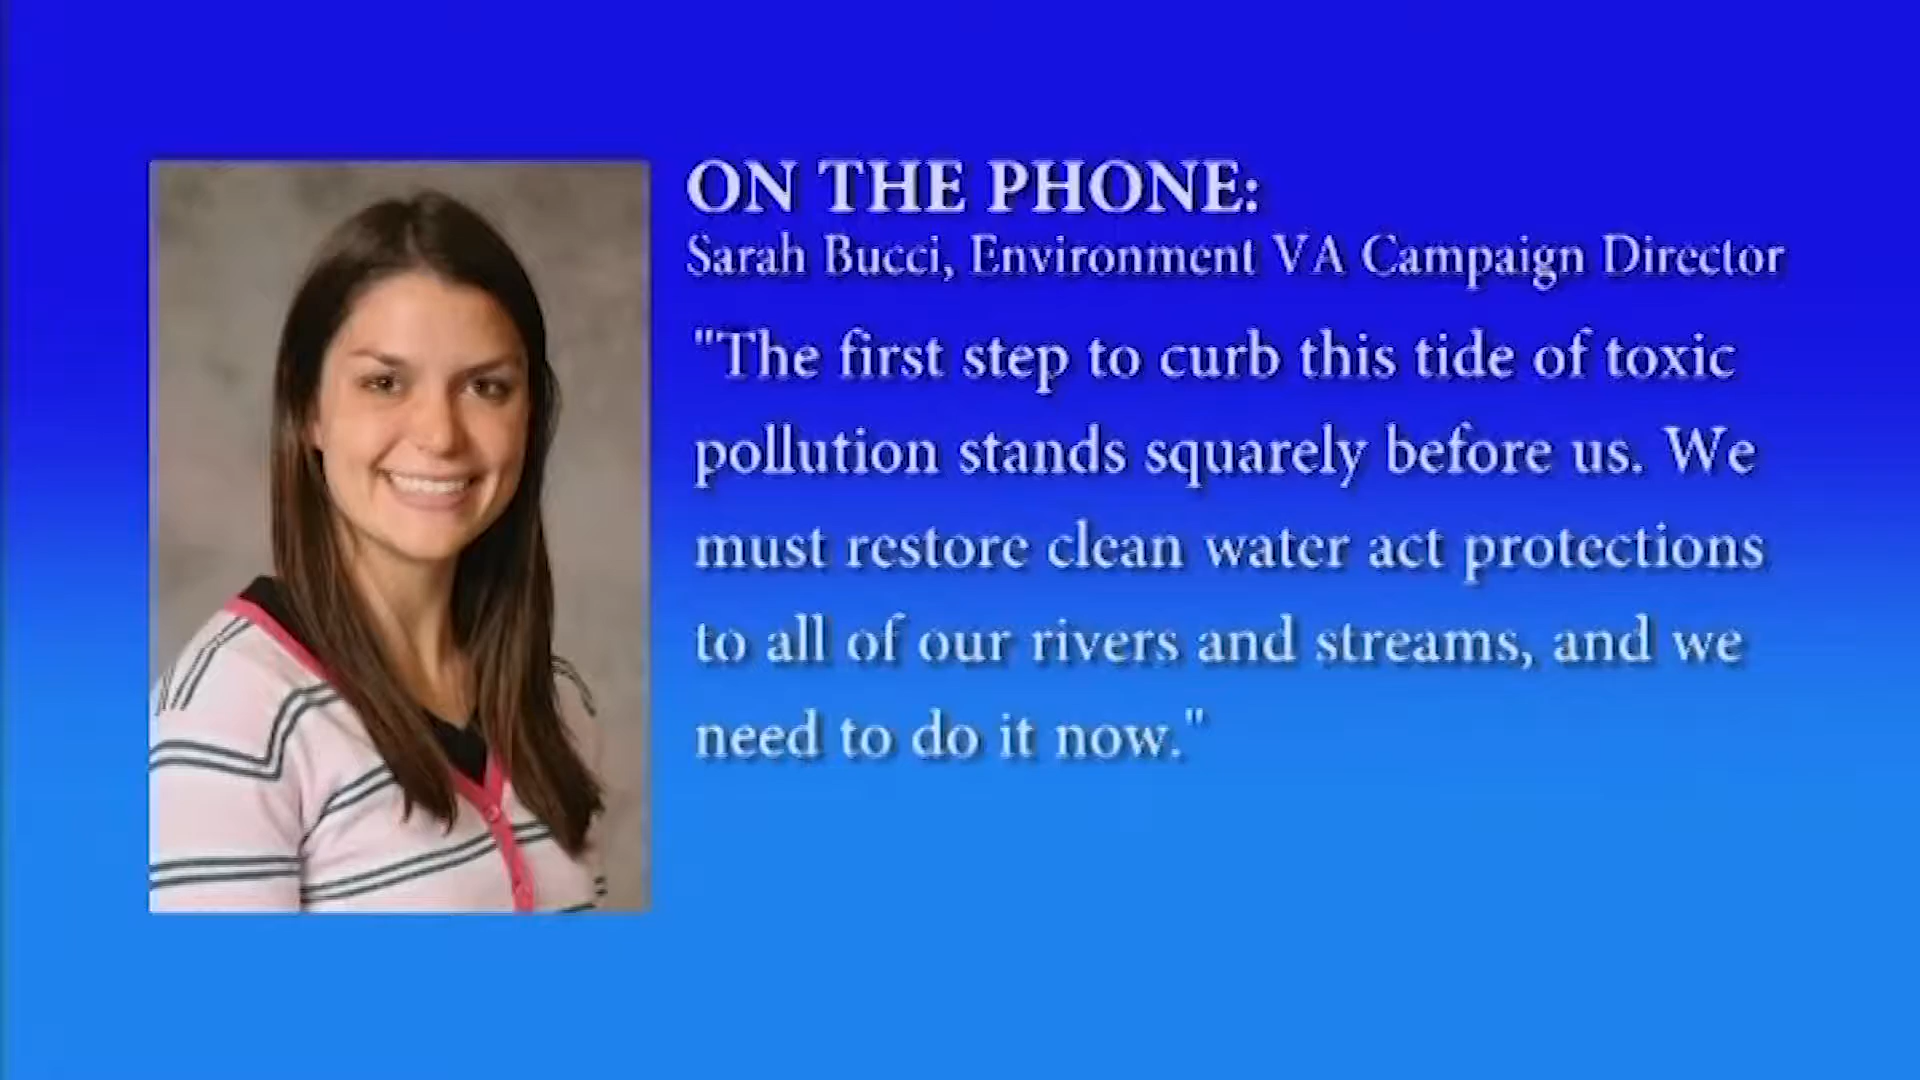 ON THE PHONE:
Sarah Bucci, Environment VA Campaign Director
"The first step to curb this tide of toxic
pollution stands squarely before us. We
must restore clean water act protections
to all of our rivers and streams, and we
need to do it now."